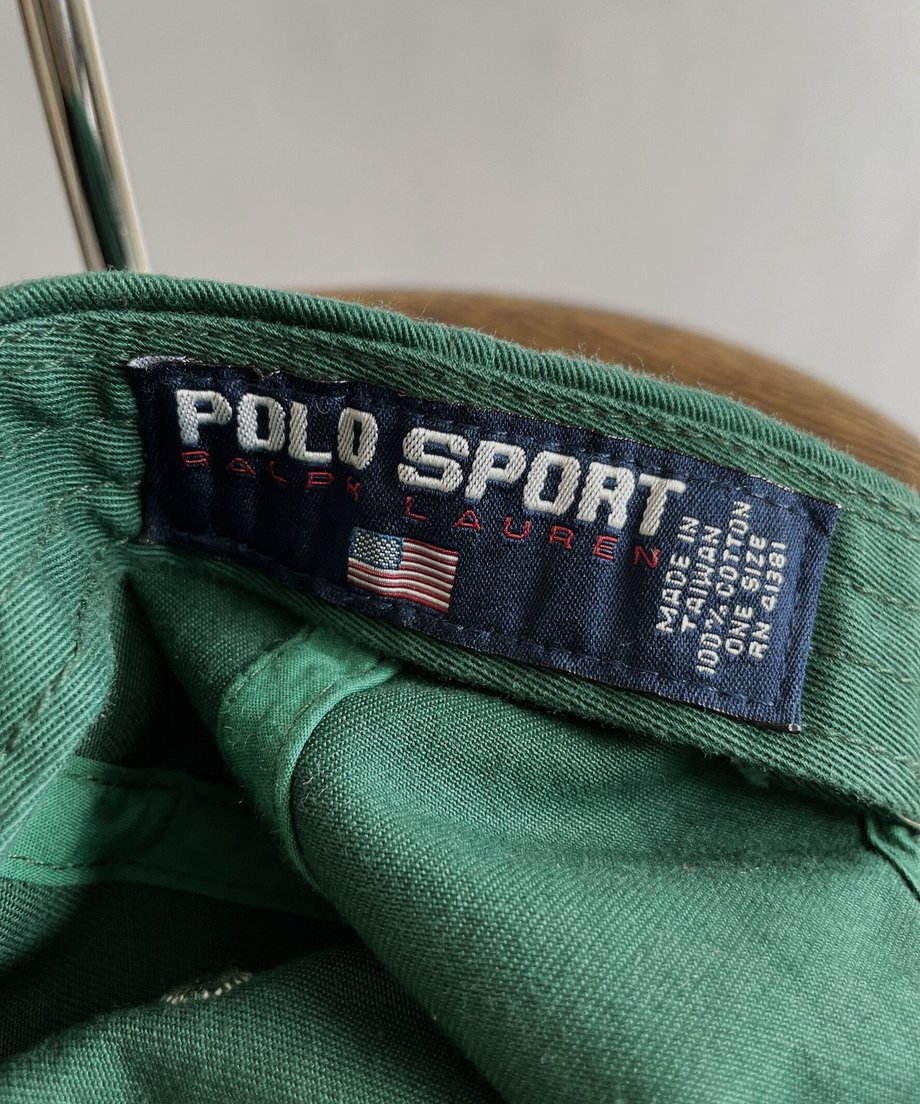 POLO SPORT
RALPH LAUREN
MADE IN
TAIWAN
100% COTTON
ONE SIZE
RN 41381